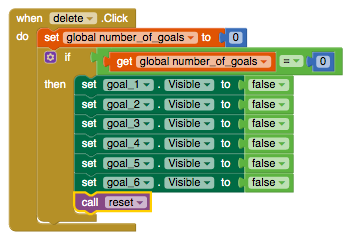 when delete .Click
do set global number_of_goals to 0
if get global number_of_goals = 0
then set goal_1 . Visible to false
set goal_2 . Visible to false
set goal_3 . Visible to false
set goal_4 . Visible to false
set goal_5 . Visible to false
set goal_6 . Visible to false
call reset